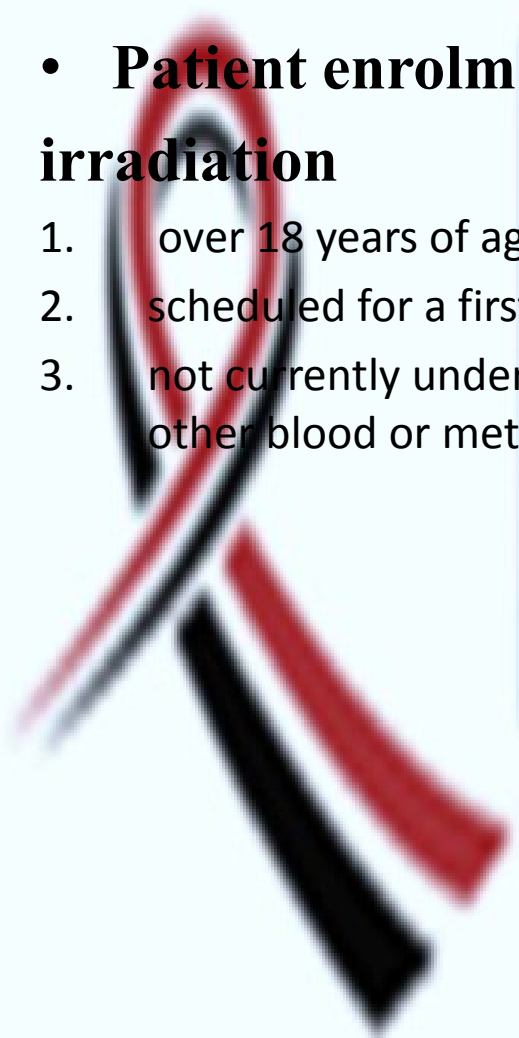 • Patient enrolm
irradiation
1. over 18 years of ag
2. scheduled for a firs
3. not currently under
other blood or met